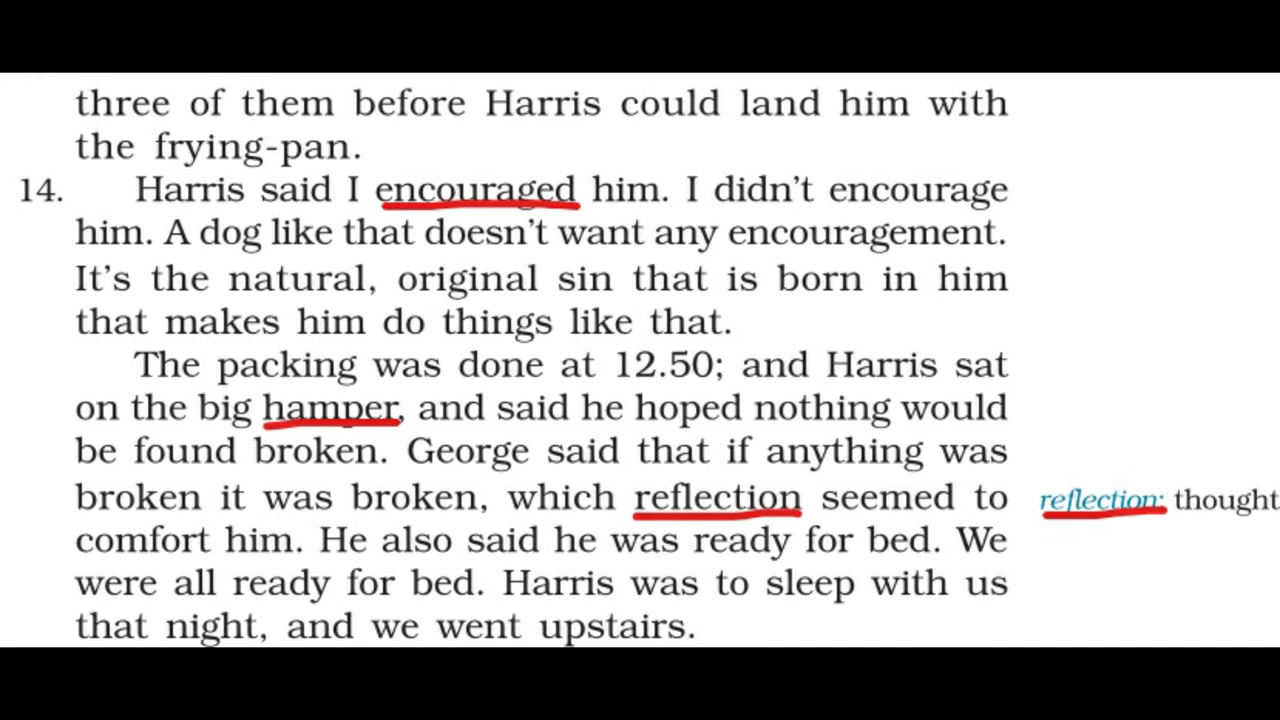 three of them before Harris could land him with
the frying-pan.
14. Harris said I encouraged him. I didn't encourage
him. A dog like that doesn't want any encouragement.
It's the natural, original sin that is born in him
that makes him do things like that.
The packing was done at 12.50; and Harris sat
on the big hamper, and said he hoped nothing would
be found broken. George said that if anything was
broken it was broken, which reflection seemed to
reflection: thought
comfort him. He also said he was ready for bed. We
were all ready for bed. Harris was to sleep with us
that night, and we went upstairs.